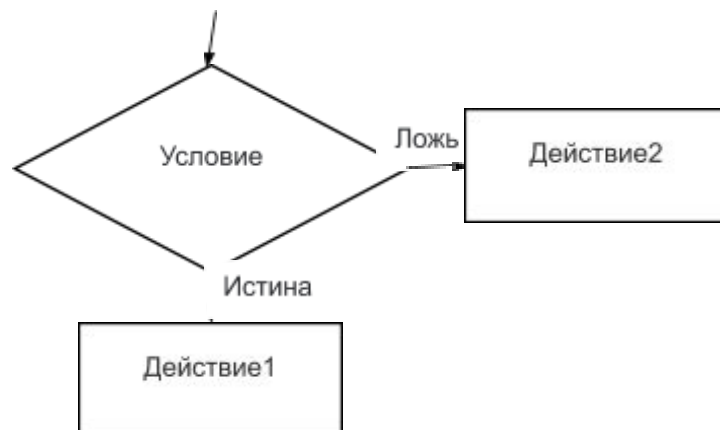 Условие
Ложь
Действие2
Истина
Действие1